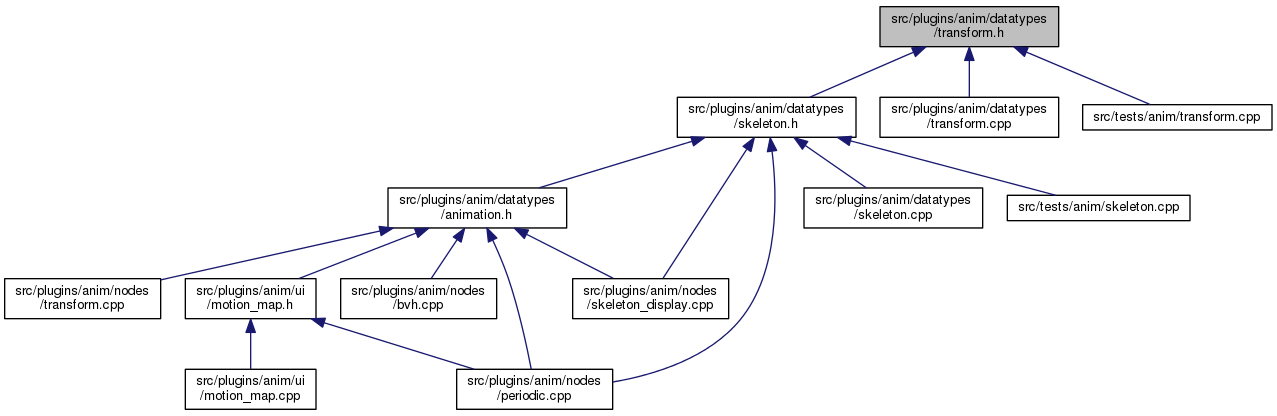 src/plugins/anim/datatypes
/transform.h
src/plugins/anim/datatypes
/skeleton.h
src/plugins/anim/datatypes
/transform.cpp
src/tests/anim/transform.cpp
src/plugins/anim/datatypes
/animation.h
src/plugins/anim/datatypes
/skeleton.cpp
src/tests/anim/skeleton.cpp
src/plugins/anim/nodes
/transform.cpp
src/plugins/anim/ui
/motion_map.h
src/plugins/anim/nodes
/bvh.cpp
src/plugins/anim/nodes
/skeleton_display.cpp
src/plugins/anim/ui
/motion_map.cpp
src/plugins/anim/nodes
/periodic.cpp